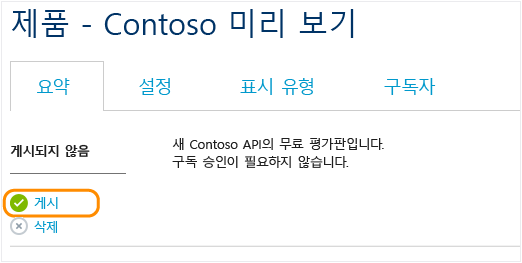 제품 - Contoso 미리 보기
요약 설정 표시 유형 구독자
게시되지 않음
새 Contoso API의 무료 평가판입니다.
구독 승인이 필요하지 않습니다.
게시
삭제